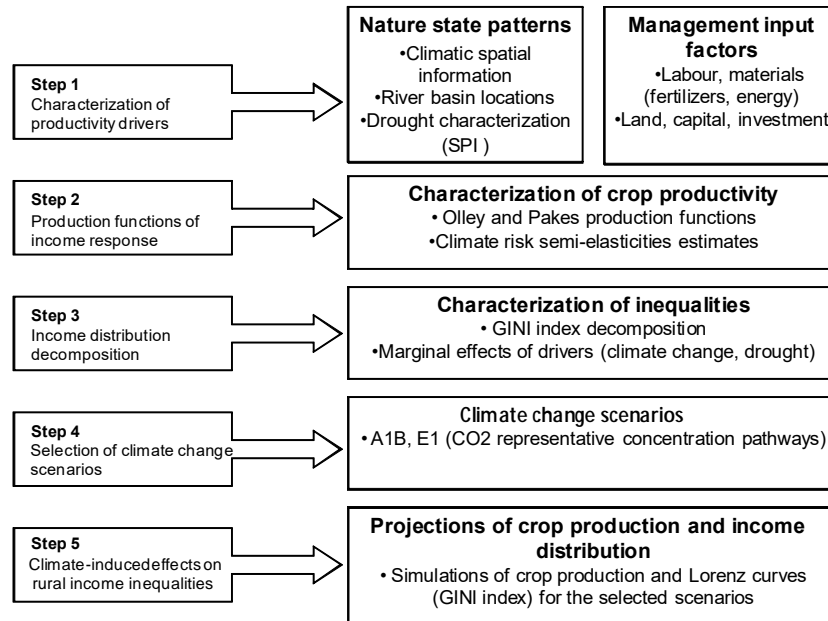 Step 1
Characterization of
productivity drivers
Nature state patterns
•Climatic spatial
information
•River basin locations
•Drought characterization
(SPI )
Management input
factors
•Labour, materials
(fertilizers, energy)
•Land, capital, investment
Step 2
Production functions of
income response
Characterization of crop productivity
• Olley and Pakes production functions
•Climate risk semi-elasticities estimates
Step 3
Income distribution
decomposition
Characterization of inequalities
• GINI index decomposition
•Marginal effects of drivers (climate change, drought)
Step 4
Selection of climate change
scenarios
Climate change scenarios
• A1B, E1 (CO2 representative concentration pathways)
Step 5
Climate-inducedeffects on
rural income inequalities
Projections of crop production and income
distribution
• Simulations of crop production and Lorenz curves
(GINI index) for the selected scenarios